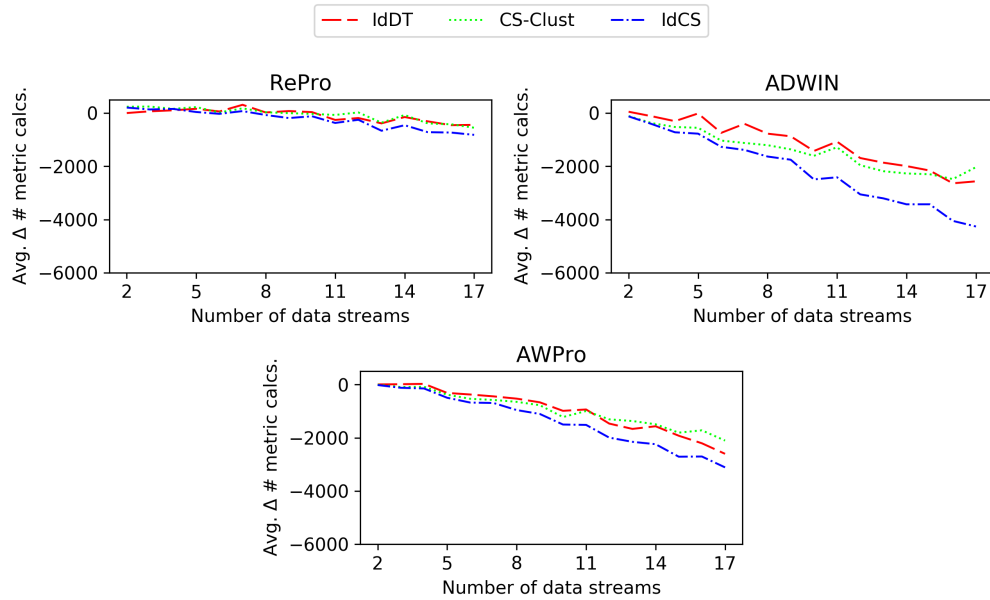 IdDT CS-Clust IdCS
RePro
Avg. Δ # metric calcs.
0
−2000
−4000
−6000
2 5 8 11 14 17
Number of data streams
ADWIN
Avg. Δ # metric calcs.
0
−2000
−4000
−6000
2 5 8 11 14 17
Number of data streams
AWPro
Avg. Δ # metric calcs.
0
−2000
−4000
−6000
2 5 8 11 14 17
Number of data streams